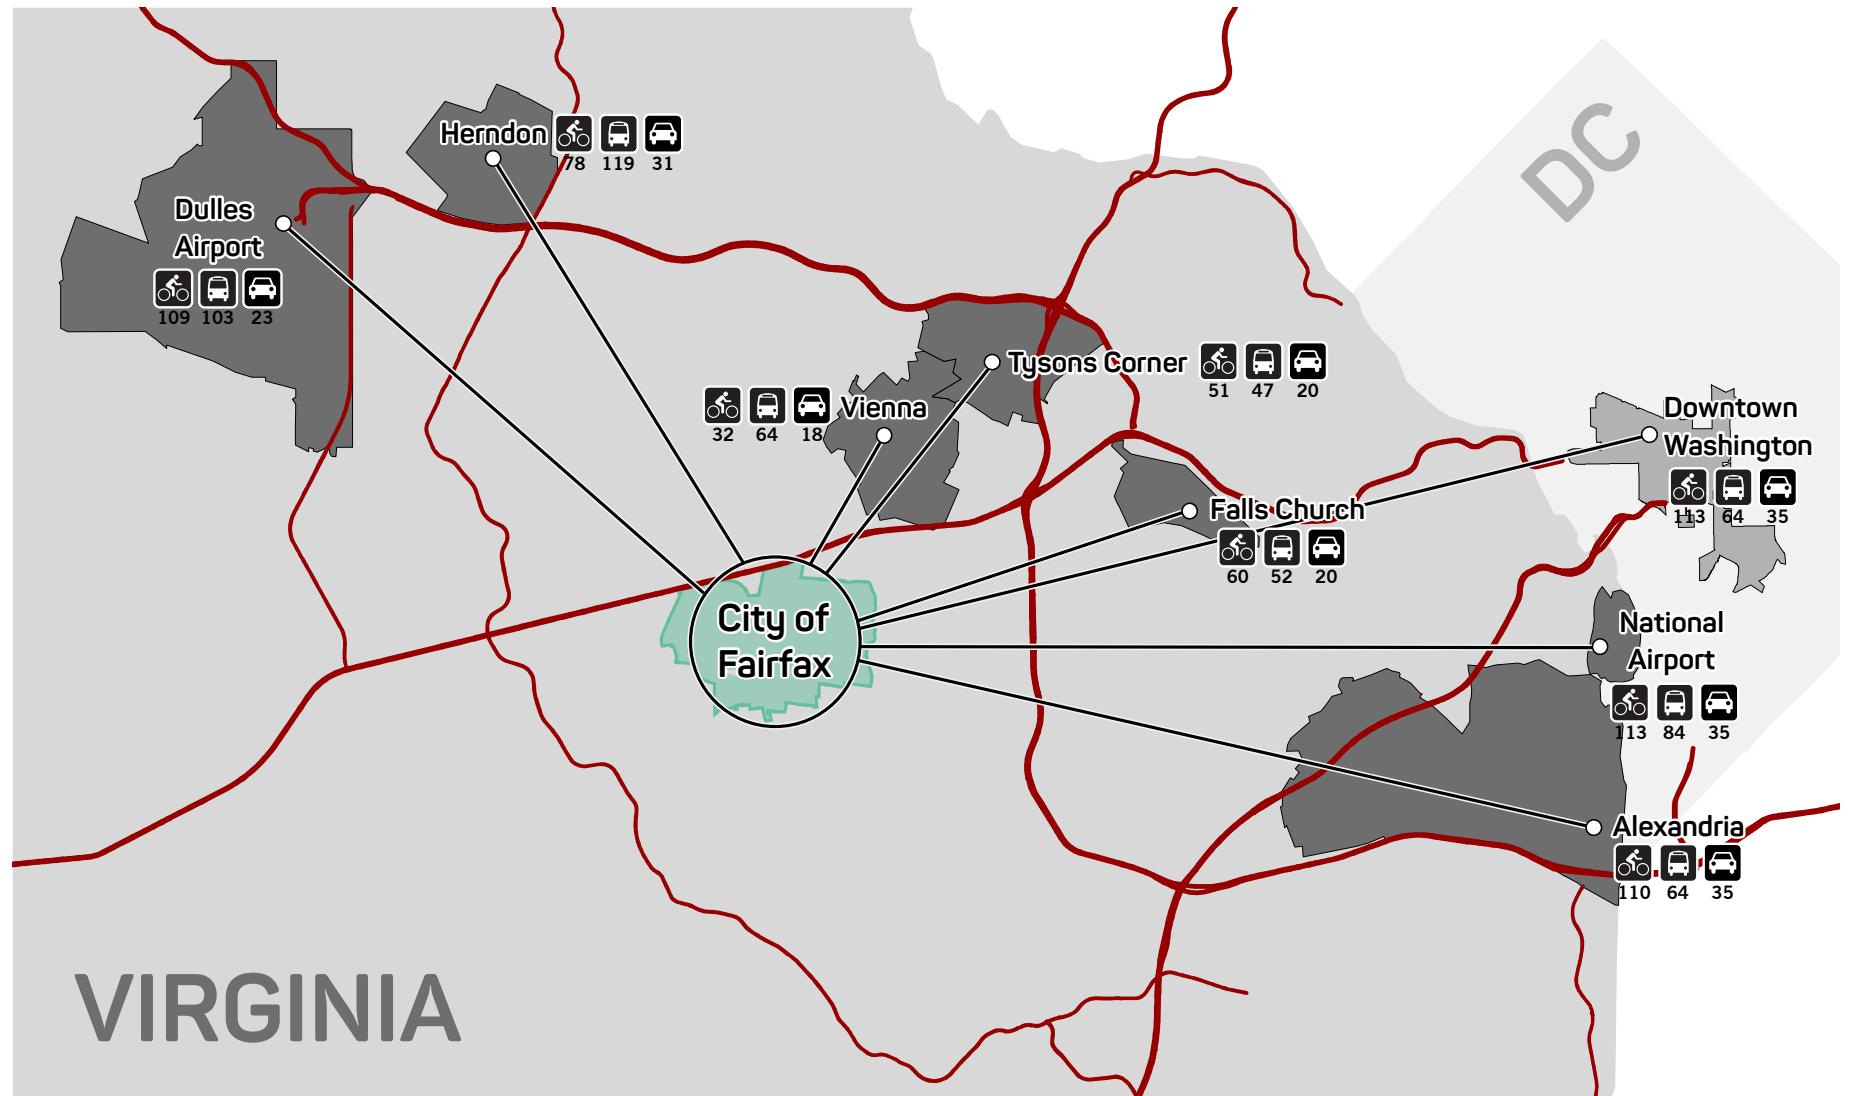 DC
Herndon
78 119 31
Dulles
Airport
109 103 23
Tysons Corner
51 47 20
Vienna
32 64 18
Downtown
Washington
113 64 35
Falls Church
60 52 20
City of
Fairfax
National
Airport
113 84 35
Alexandria
110 64 35
VIRGINIA